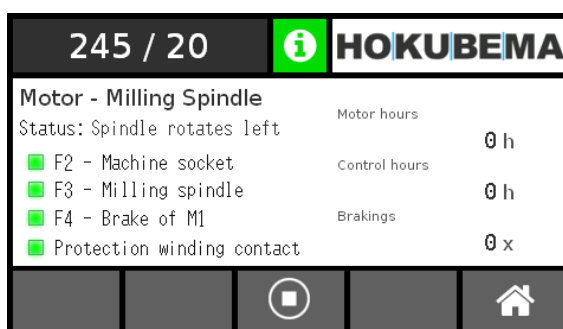 245 / 20
i
HOKUBEMA
Motor - Milling Spindle
Status: Spindle rotates left
F2 - Machine socket
F3 - Milling spindle
F4 - Brake of M1
Protection winding contact
Motor hours
0 h
Control hours
0 h
Brakings
0 x